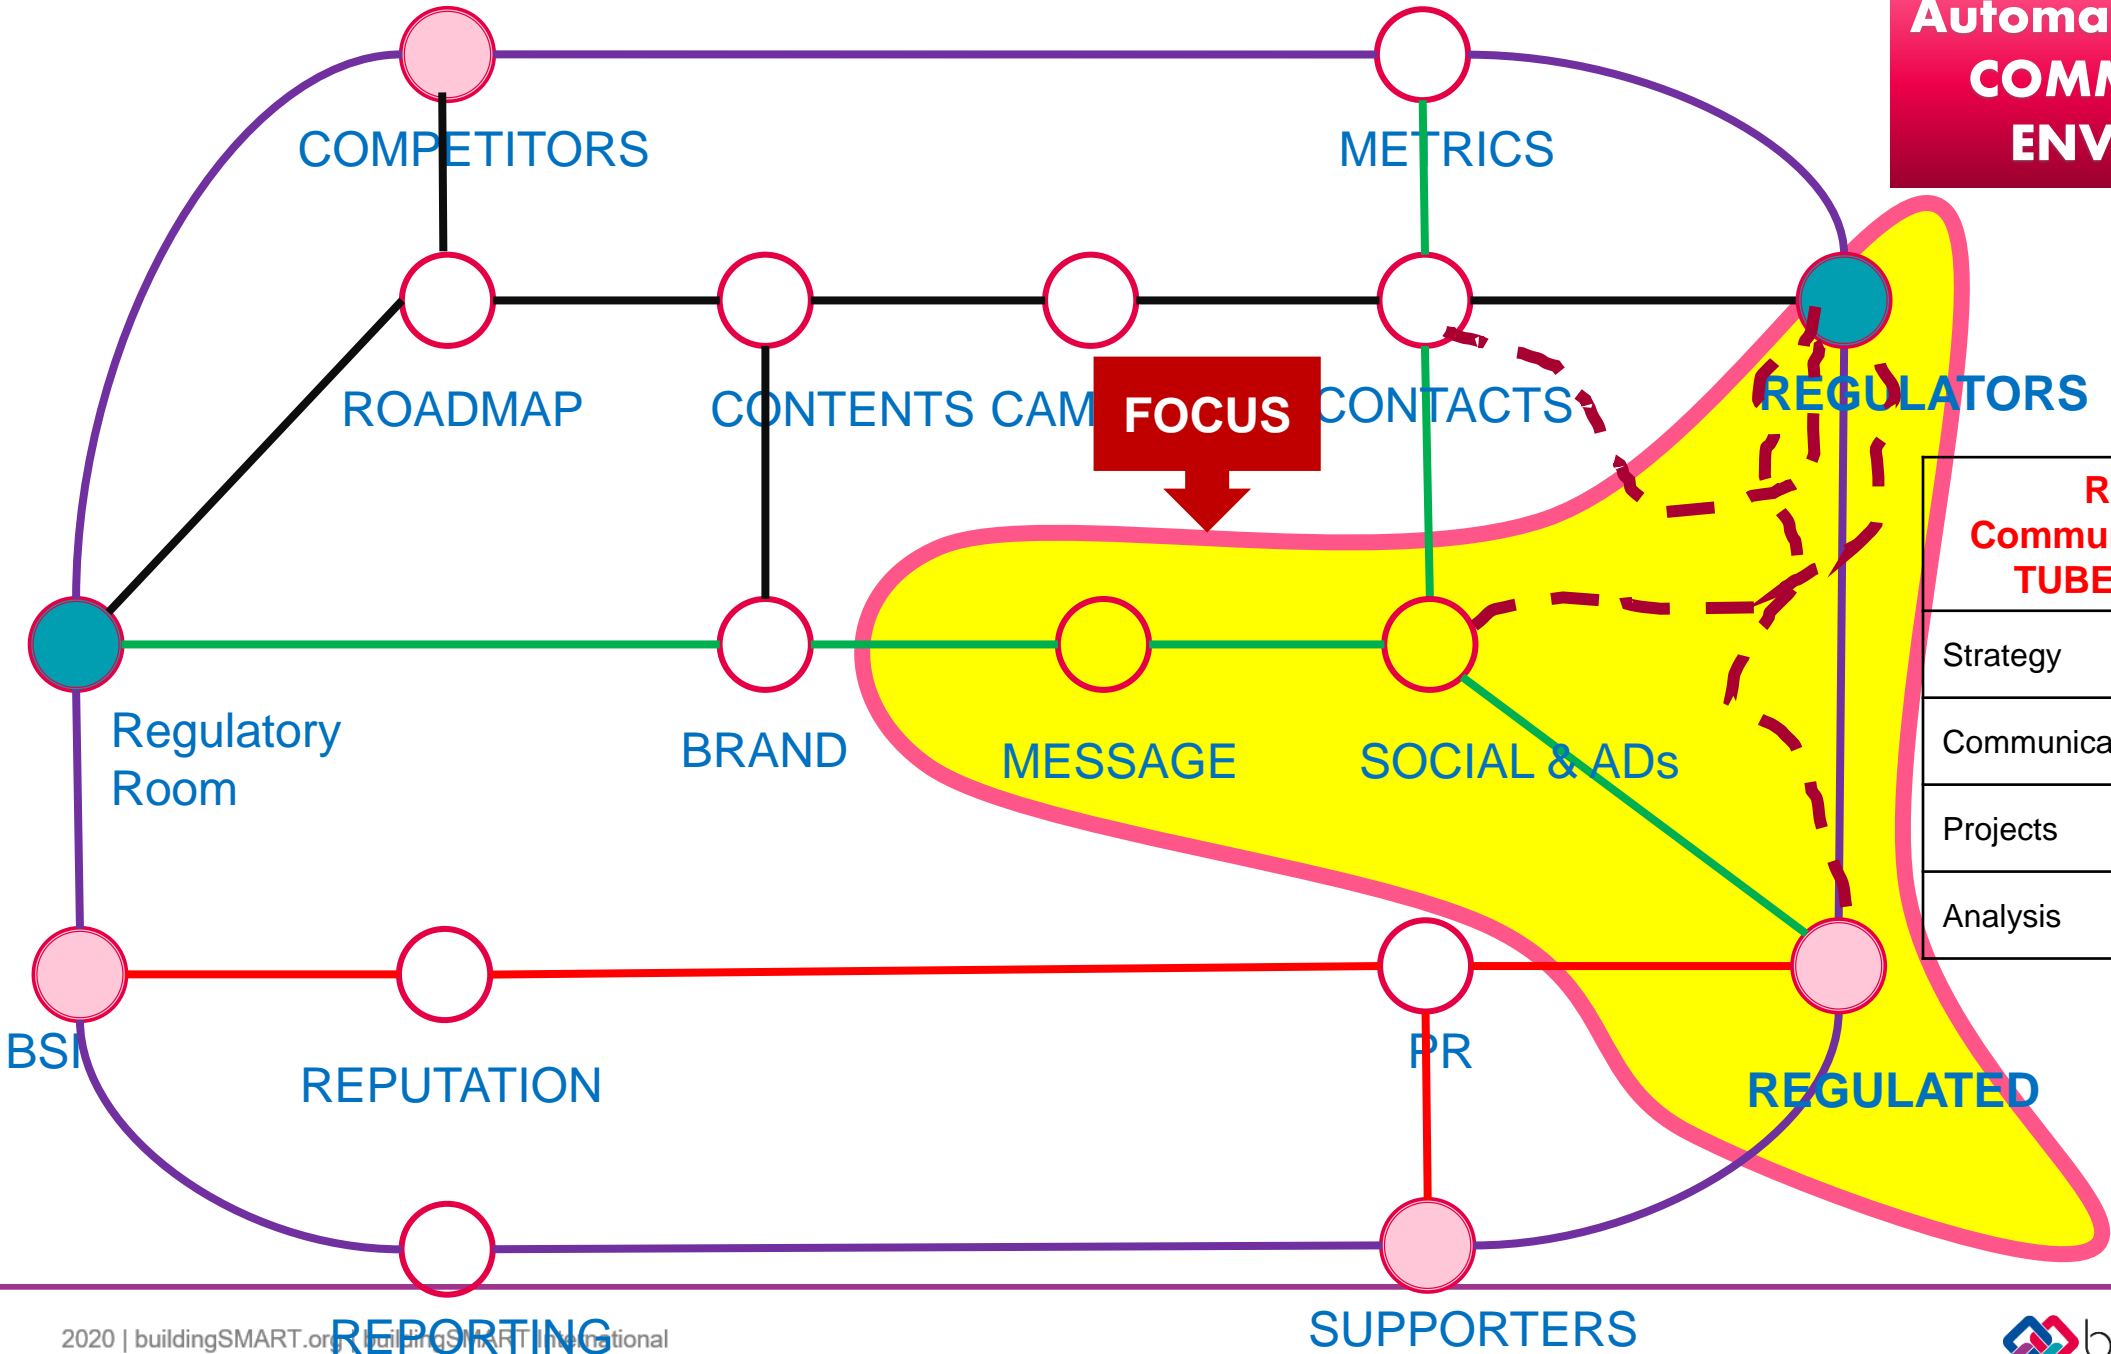 Automa
COMM
ENV
COMPETITORS
METRICS
ROADMAP
CONTENTS
CAM
FOCUS
CONTACTS
REGULATORS
R
Commu
TUBE
Strategy
Communica
Projects
Analysis
Regulatory
Room
BRAND
MESSAGE
SOCIAL & ADs
BSI
REPUTATION
PR
REGULATED
REPORTING
SUPPORTERS
2020 | buildingSMART.org | buildingSMART International
b